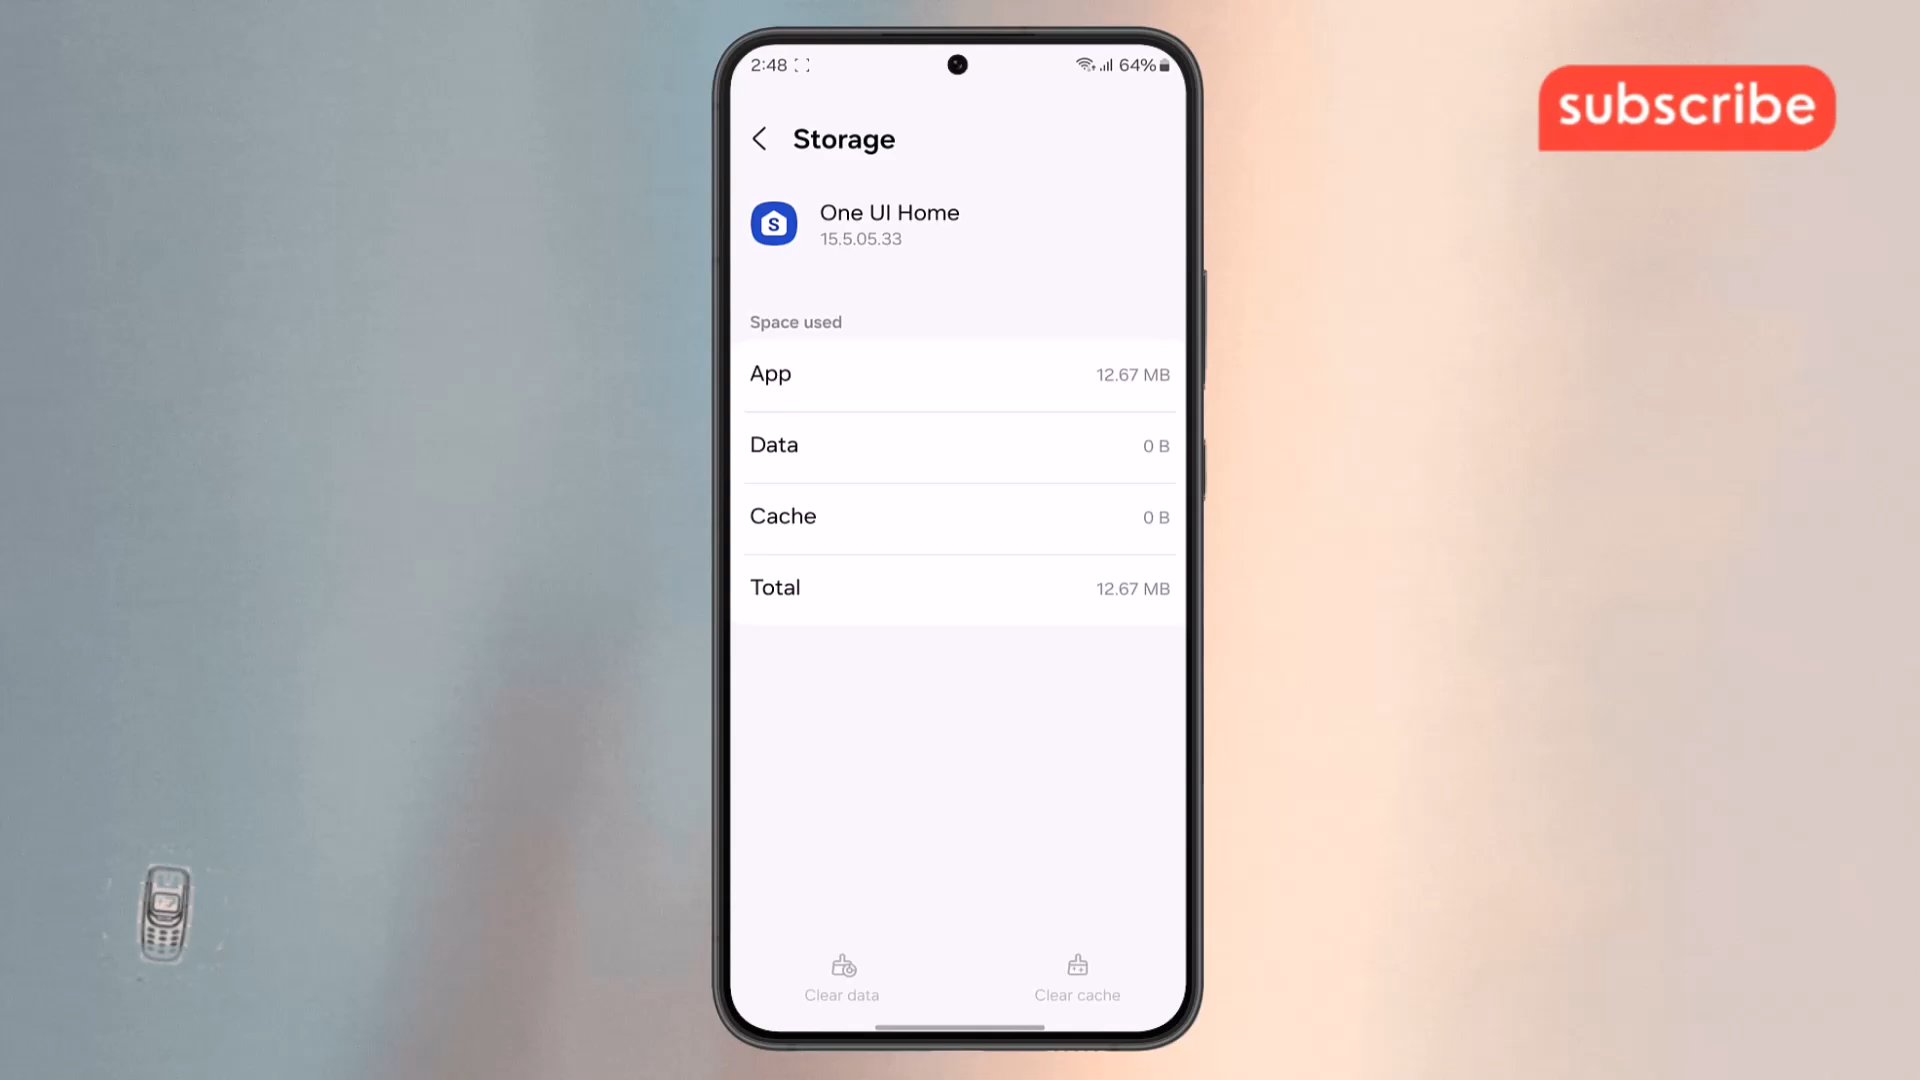 2:48
64%
subscribe
Storage
S
One UI Home
15.5.05.33
Space used
App 12.67 MB
Data 0 B
Cache 0 B
Total 12.67 MB
Clear data
Clear cache